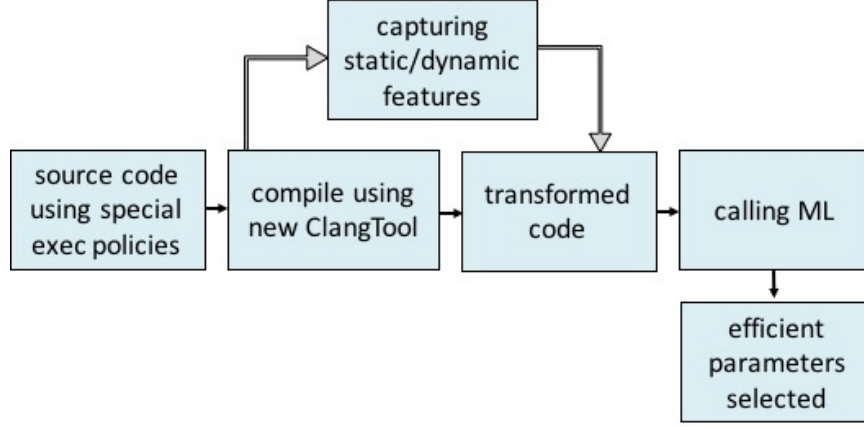 capturing
static/dynamic
features
source code
using special
exec policies
compile using
new ClangTool
transformed
code
calling ML
efficient
parameters
selected